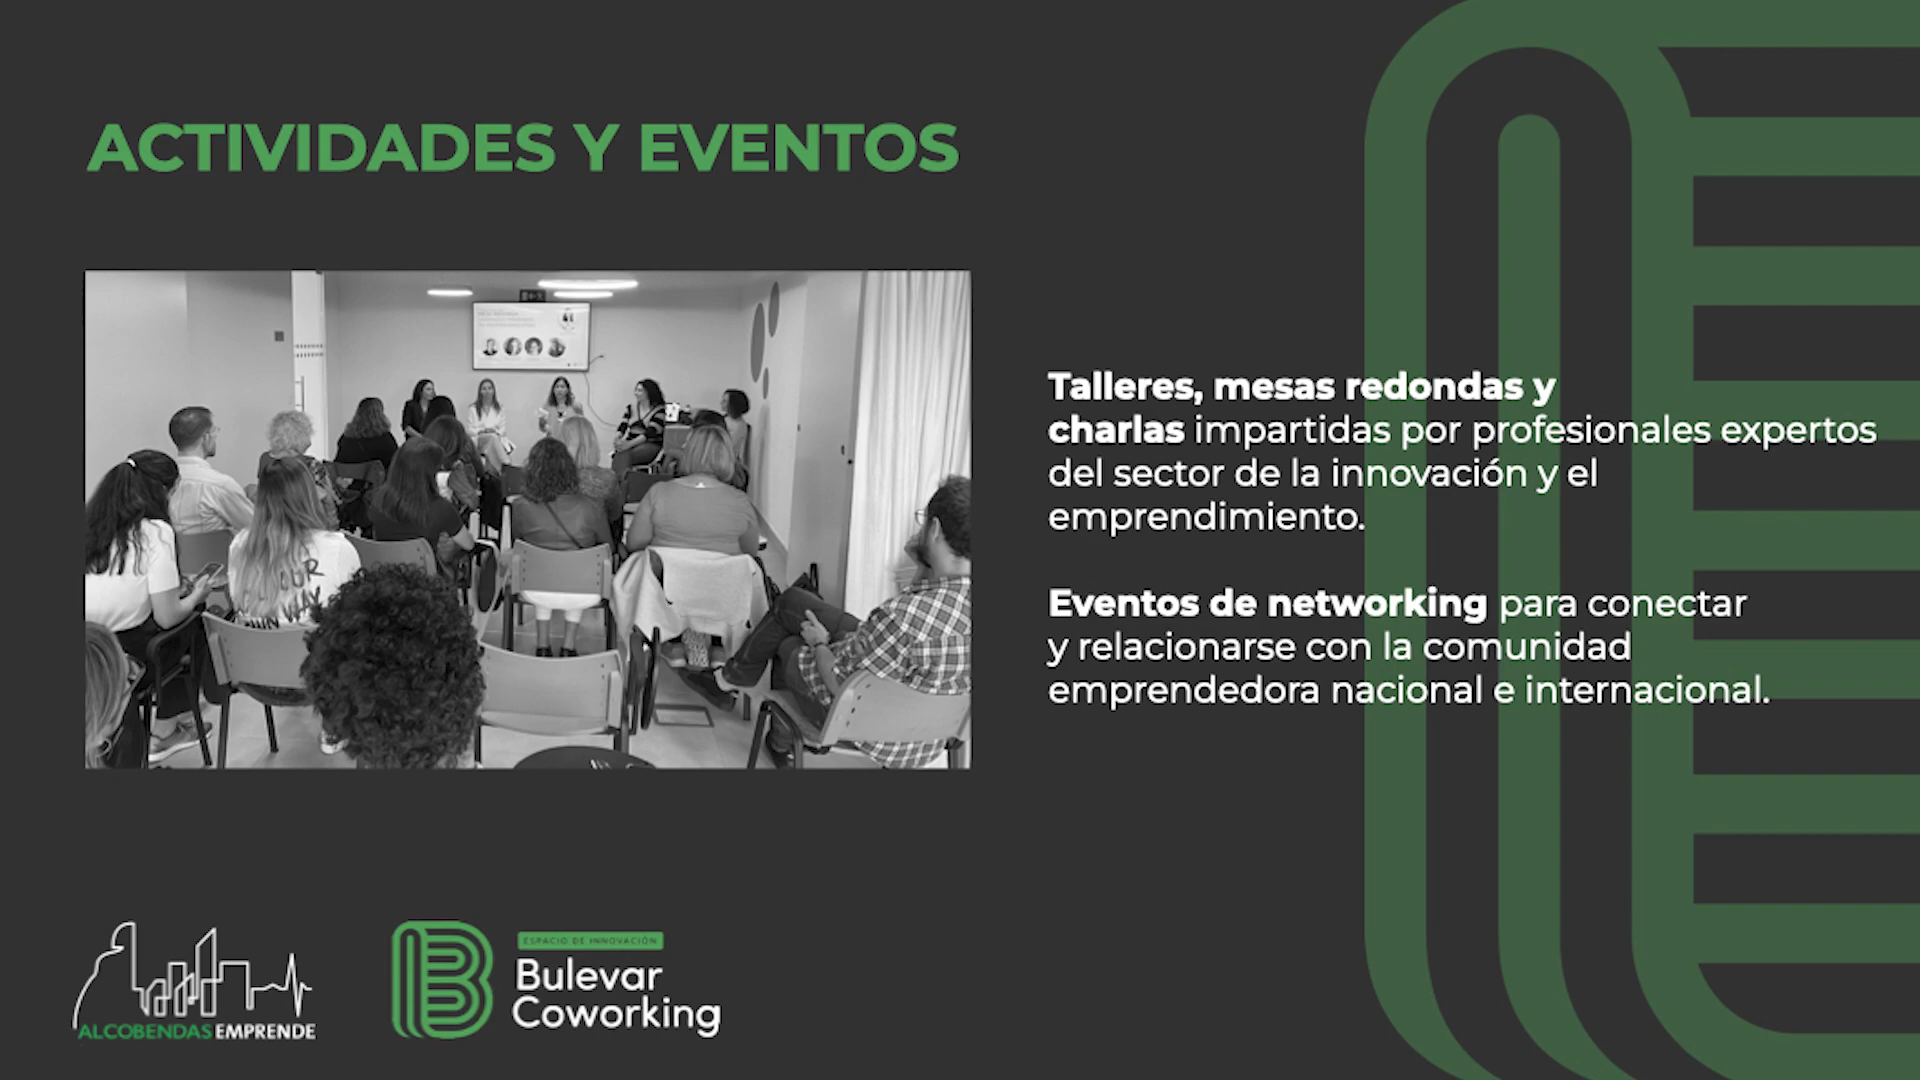 ACTIVIDADES Y EVENTOS
Talleres, mesas redondas y
charlas impartidas por profesionales expertos
del sector de la innovación y el
emprendimiento.
Eventos de networking para conectar
y relacionarse con la comunidad
emprendedora nacional e internacional.
OUR
ALCOBENDAS EMPRENDE
ESPACIO DE INNOVACIÓN
Bulevar
Coworking